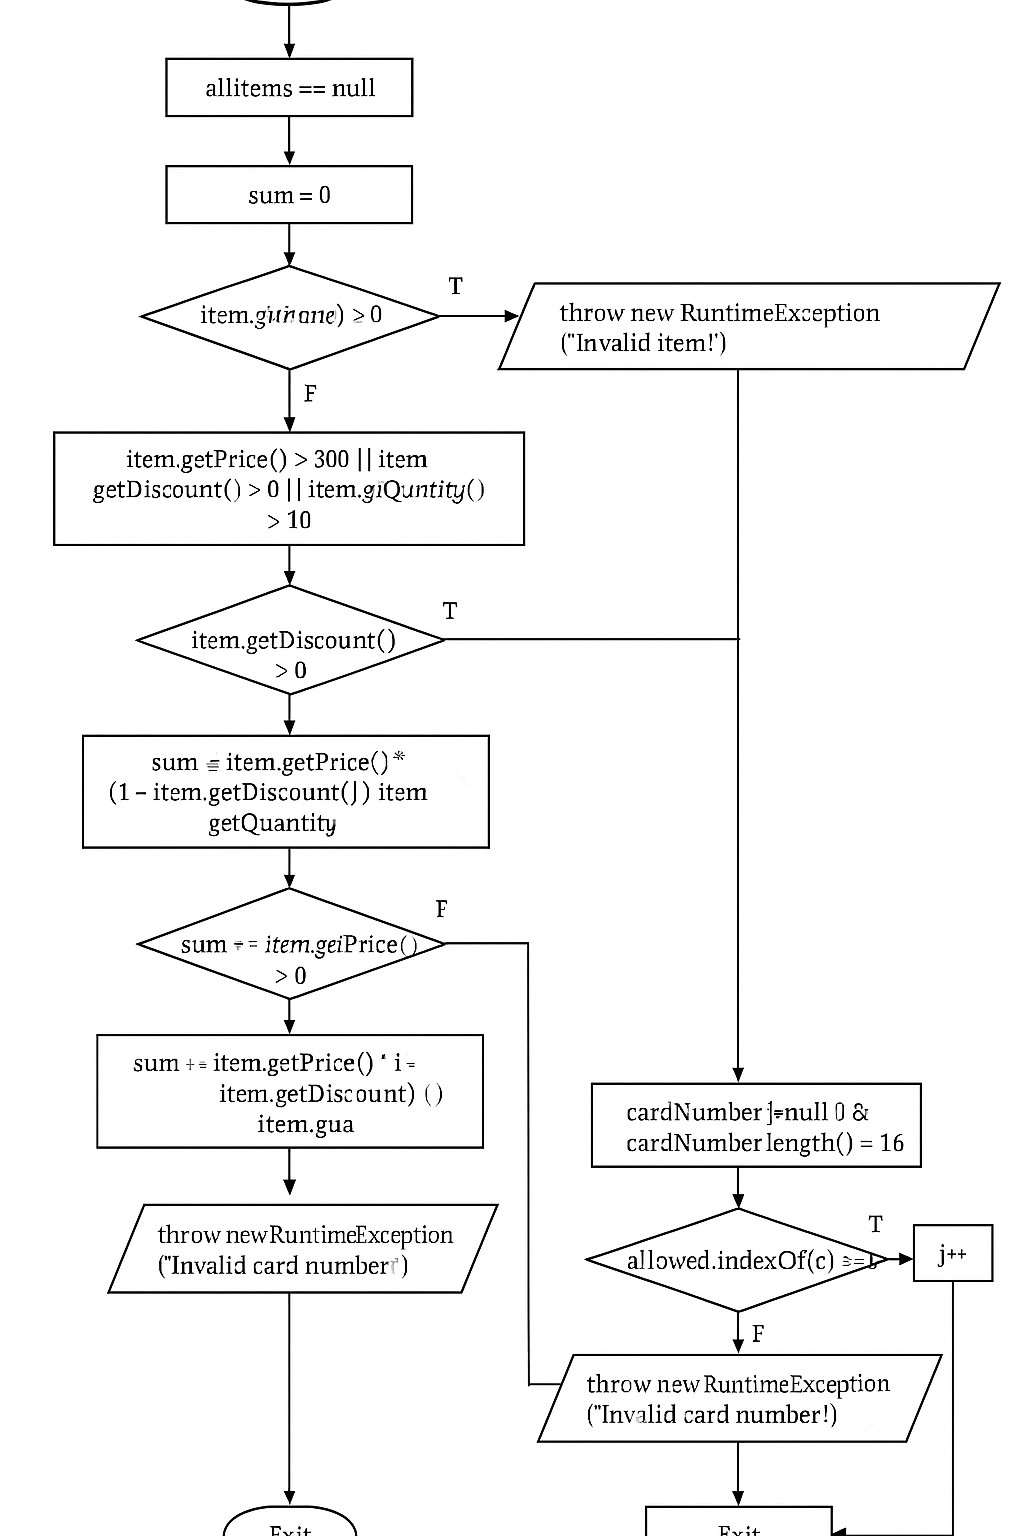 allitems == null
sum = 0
item. ≥ 0
T
throw new RuntimeException
("Invalid item!")
F
item.getPrice() > 300 || item
getDiscount() > 0 || item.giQuntity()
> 10
T
item.getDiscount()
> 0
sum = item.getPrice() *
(1 – item.getDiscount()) item
getQuantity
F
sum += item.geiPrice()
> 0
sum += item.getPrice() * i =
item.getDiscount) ()
item.gua
throw newRuntimeException
("Invalid card number")
cardNumber null 0 &
cardNumber length() = 16
T
allowed.indexOf(c)
j++
F
throw new RuntimeException
("Invalid card number!)
Exit
Exit